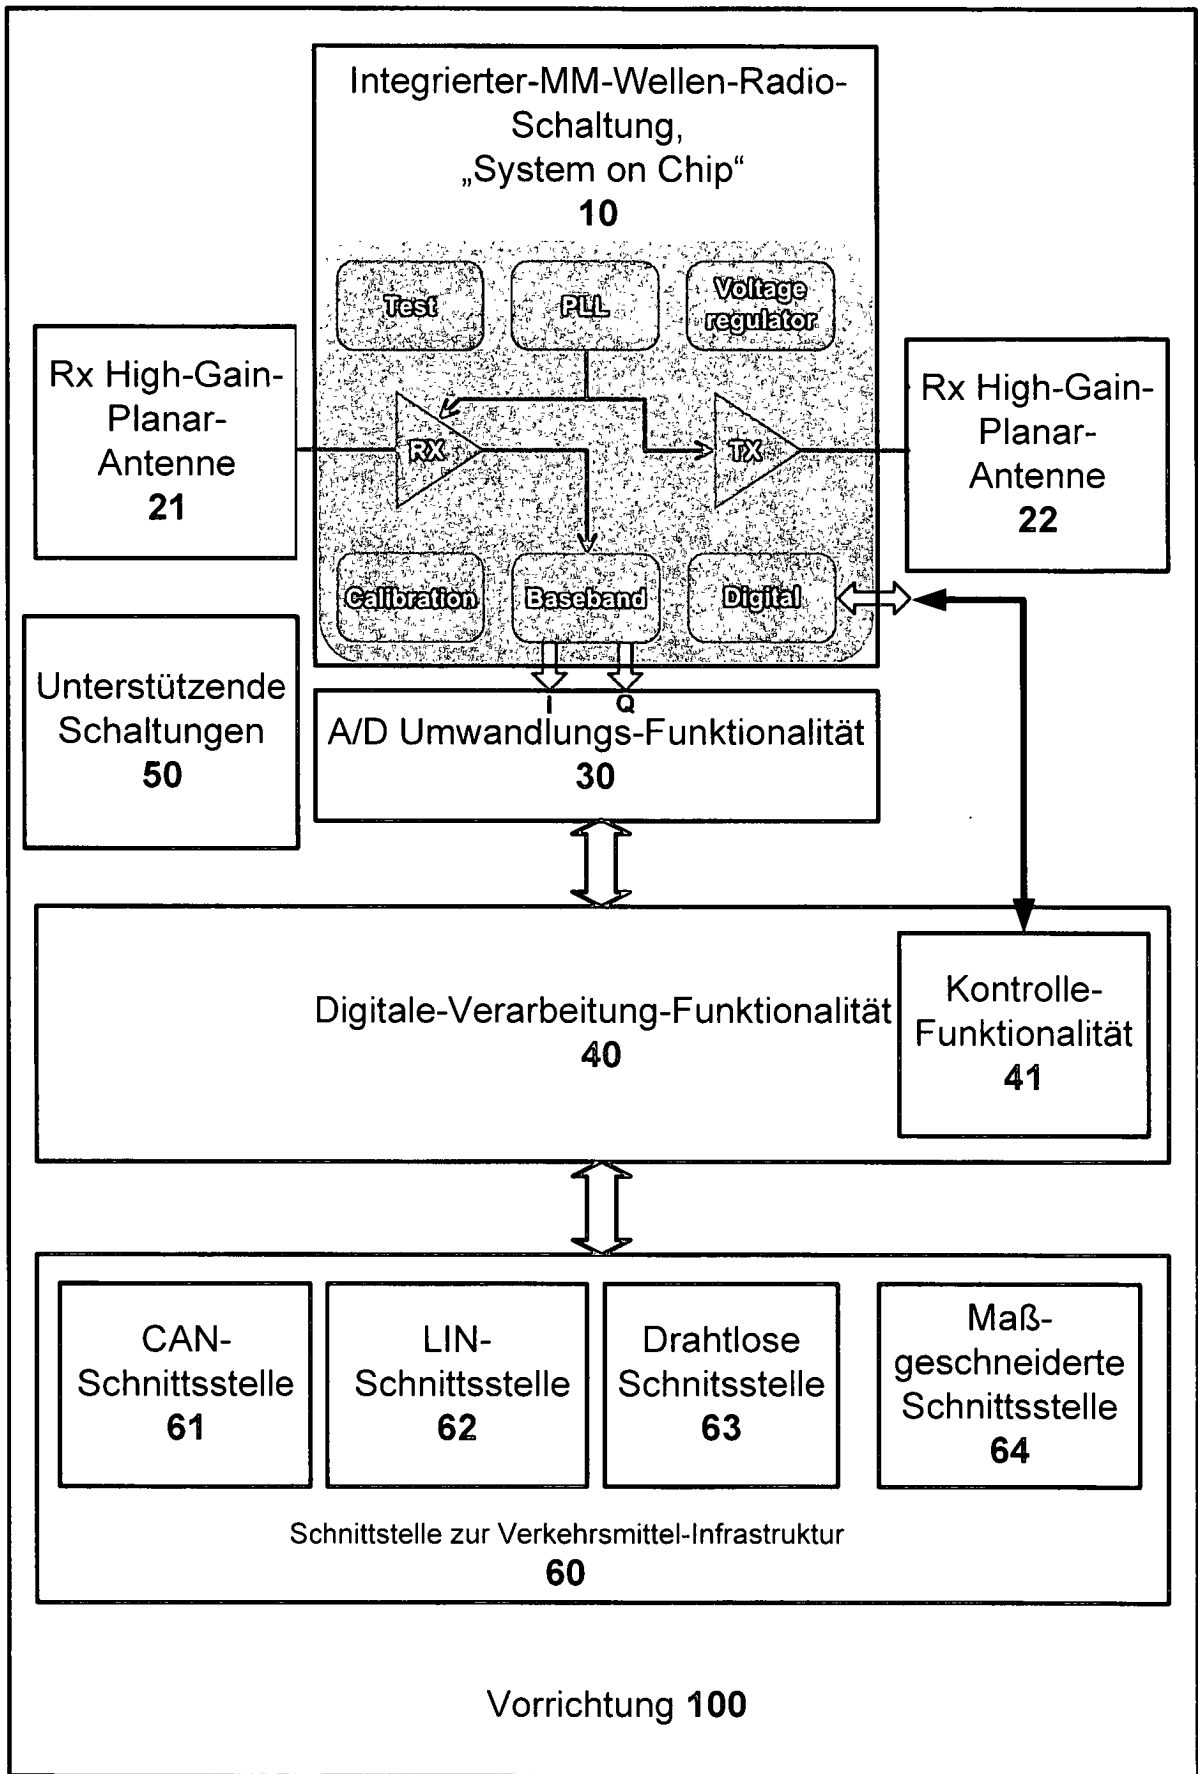 Integrierter-MM-Wellen-Radio-
Schaltung,
„System on Chip“
10
Test
PLL
Voltage
regulator
Rx High-Gain-
Planar-
Antenne
21
RX
TX
Rx High-Gain-
Planar-
Antenne
22
Calibration
Baseband
Digital
I
Q
Unterstützende
Schaltungen
50
A/D Umwandlungs-Funktionalität
30
Digitale-Verarbeitung-Funktionalität
40
Kontrolle-
Funktionalität
41
CAN-
Schnittsstelle
61
LIN-
Schnittsstelle
62
Drahtlose
Schnitsstelle
63
Maß-
geschneiderte
Schnittsstelle
64
Schnittstelle zur Verkehrsmittel-Infrastruktur
60
Vorrichtung 100